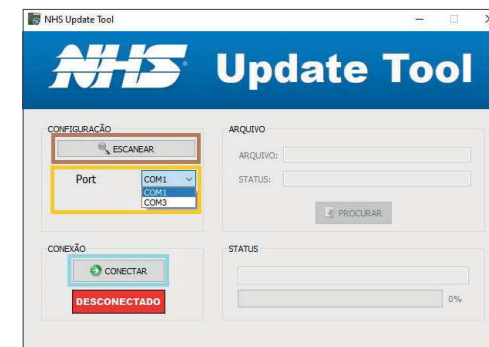 NHS Update Tool
NHS Update Tool
CONFIGURAÇÃO
ESCANEAR
Port COM1
COM1
COM3
ARQUIVO
ARQUIVO:
STATUS:
PROCURAR
CONEXÃO
CONECTAR
DESCONECTADO
STATUS
0%